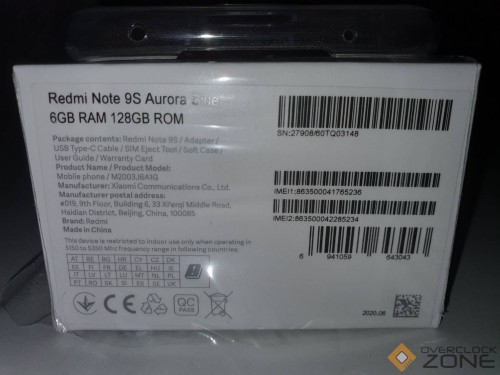 Redmi Note 9S Aurora Blue
6GB RAM 128GB ROM
Package contents: Redmi Note 9S / Adapter /
USB Type-C Cable / SIM Eject Tool / Soft Case /
User Guide / Warranty Card
Product Name / Product Model:
Mobile phone / M2003J6A1G
Manufacturer: Xiaomi Communications Co., Ltd.
Manufacturer postal address:
#019, 9th Floor, Building 6, 33 Xi'erqi Middle Road,
Haidian District, Beijing, China, 100085
Brand: Redmi
Made in China
This device is restricted to indoor use only when operating in
5150 to 5350 Mhz frequency range in following countries:
AT BE BG HR CY CZ DK
EE FI FR DE EL HU IE
IT LV LT LU MT NL PL
PT RO SK SI ES SE UK
CE
EAC
QC
PASS
SN:27908/60TQ03148
IMEI1:863500041765236
IMEI2:863500042285234
6 941059 643043
2020.06
OVERCLOCK
ZONE